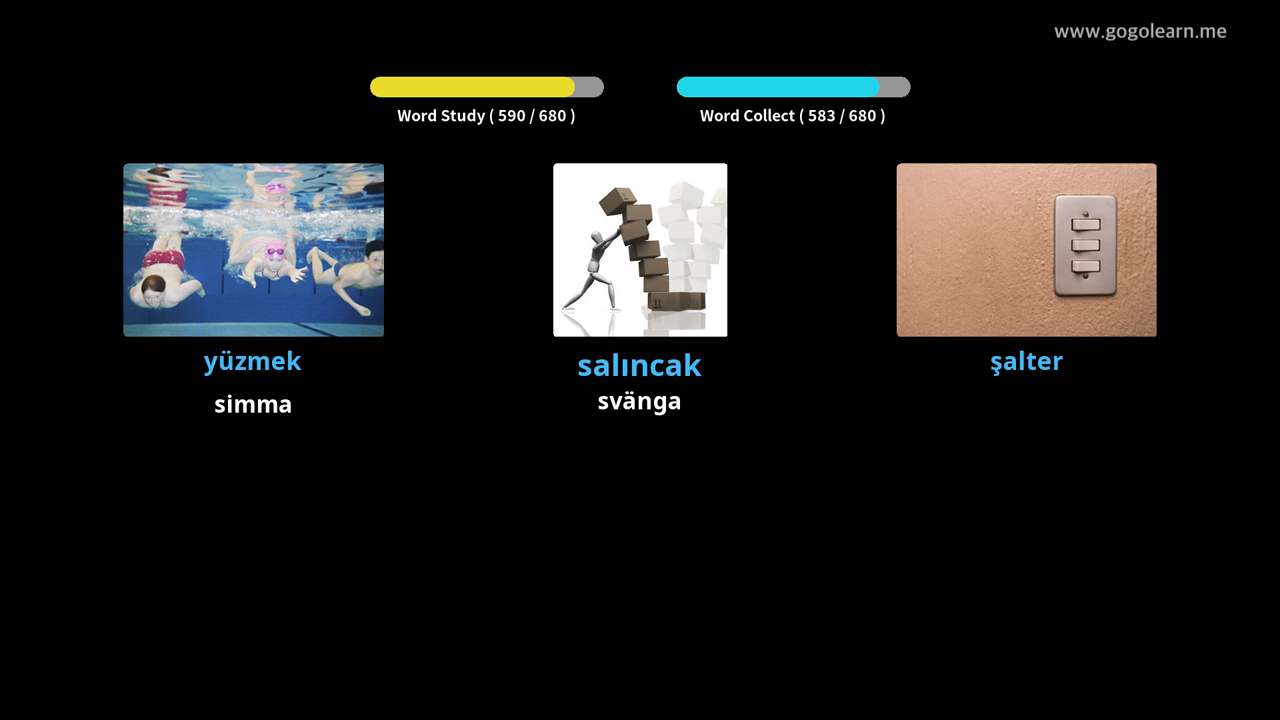 www.gogolearn.me
Word Study ( 590 / 680 )
Word Collect ( 583 / 680 )
yüzmek
simma
salıncak
svänga
şalter